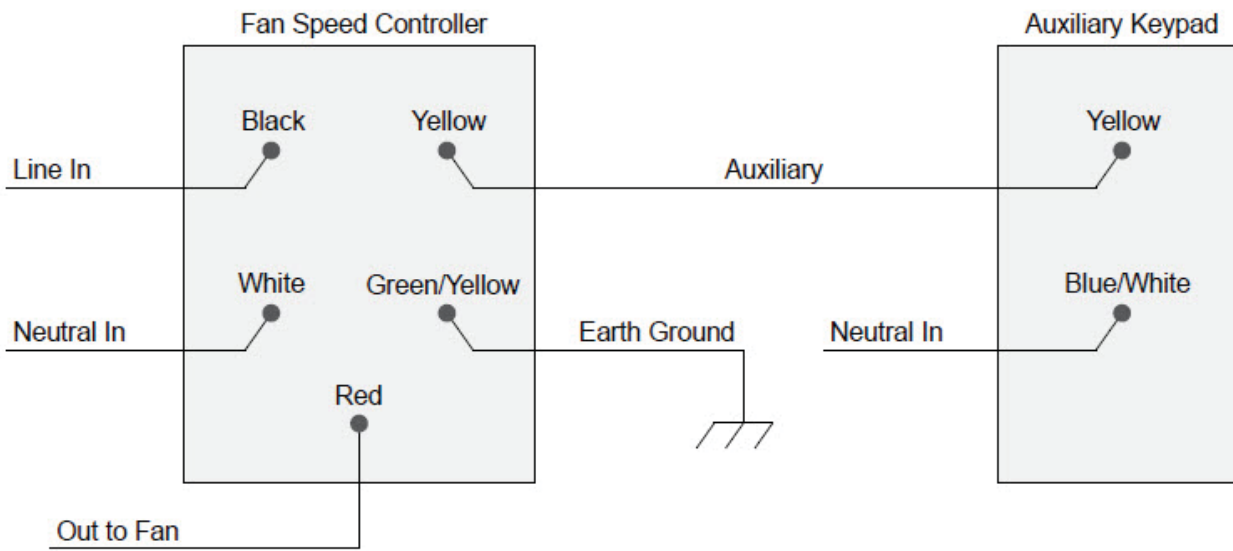 Fan Speed Controller
Auxiliary Keypad
Black
Yellow
Yellow
Line In
Auxiliary
White
Green/Yellow
Blue/White
Neutral In
Earth Ground
Neutral In
Red
Out to Fan